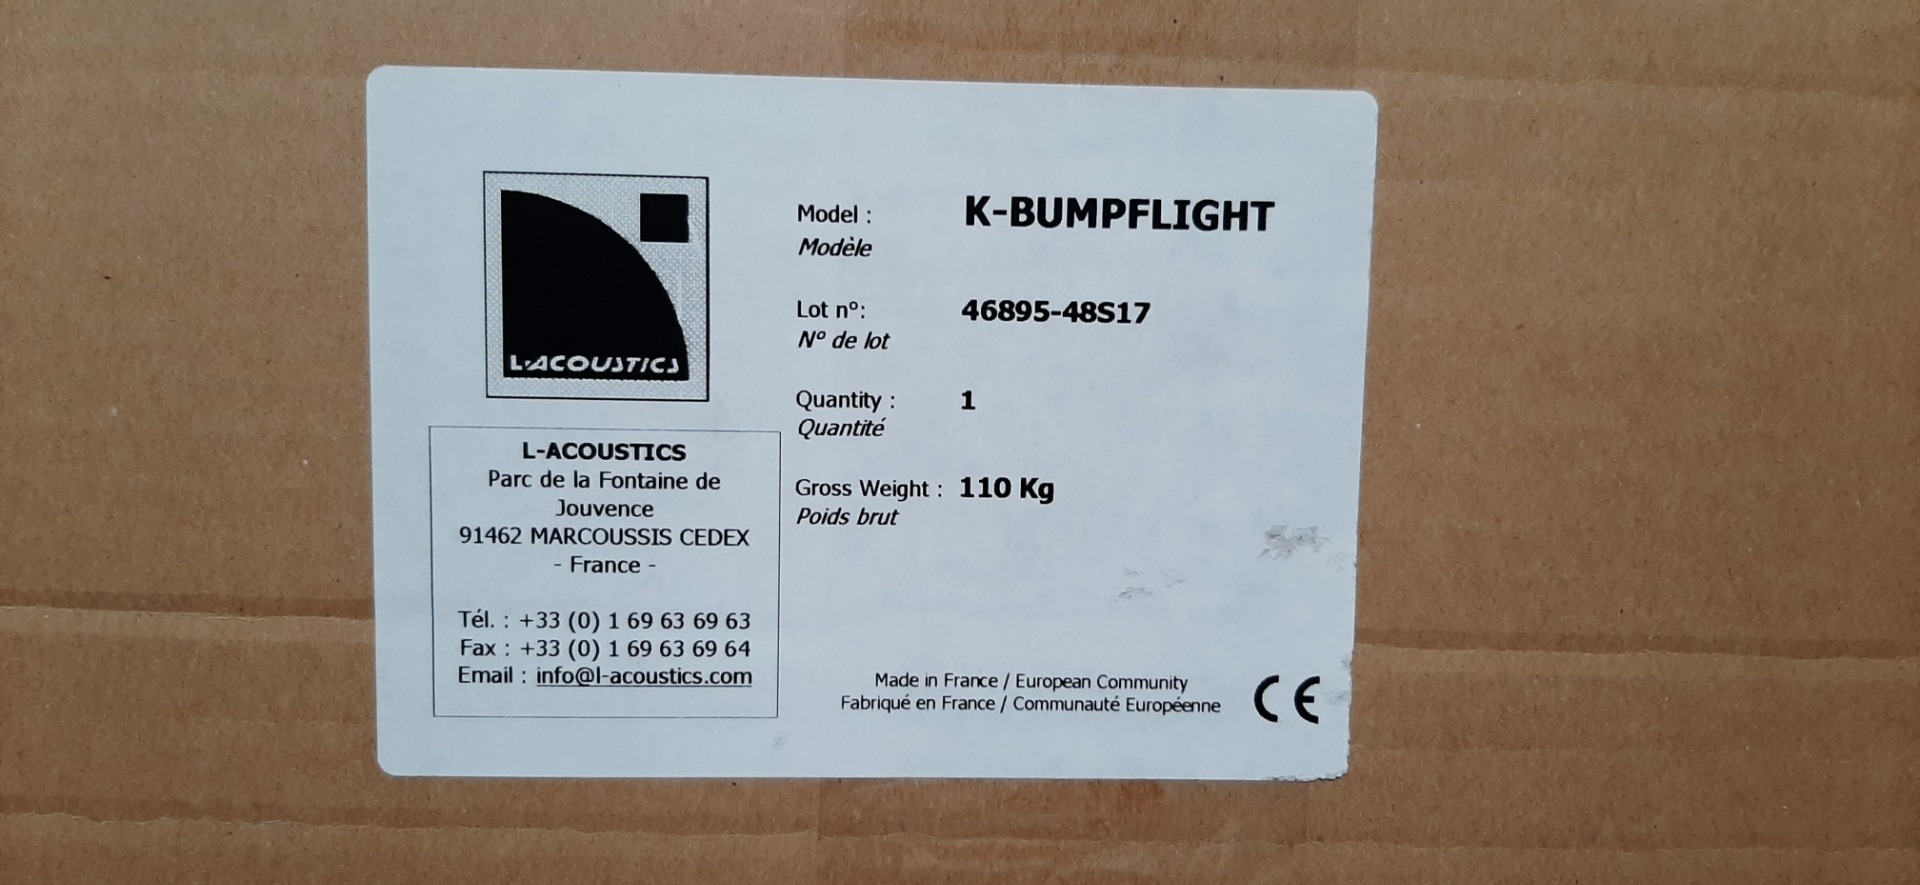 L-ACOUSTICS
L-ACOUSTICS
Parc de la Fontaine de
Jouvence
91462 MARCOUSSIS CEDEX
- France -
Tél. : +33 (0) 1 69 63 69 63
Fax : +33 (0) 1 69 63 69 64
Email : info@l-acoustics.com
Model : K-BUMPFLIGHT
Modèle
Lot nº: 46895-48S17
Nº de lot
Quantity : 1
Quantité
Gross Weight : 110 Kg
Poids brut
Made in France / European Community
Fabriqué en France / Communauté Européenne
CE